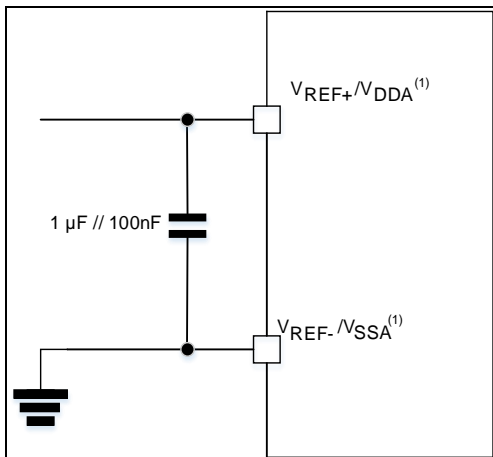 VREF+/VDDA(1)
1 µF // 100nF
VREF- /VSSA(1)